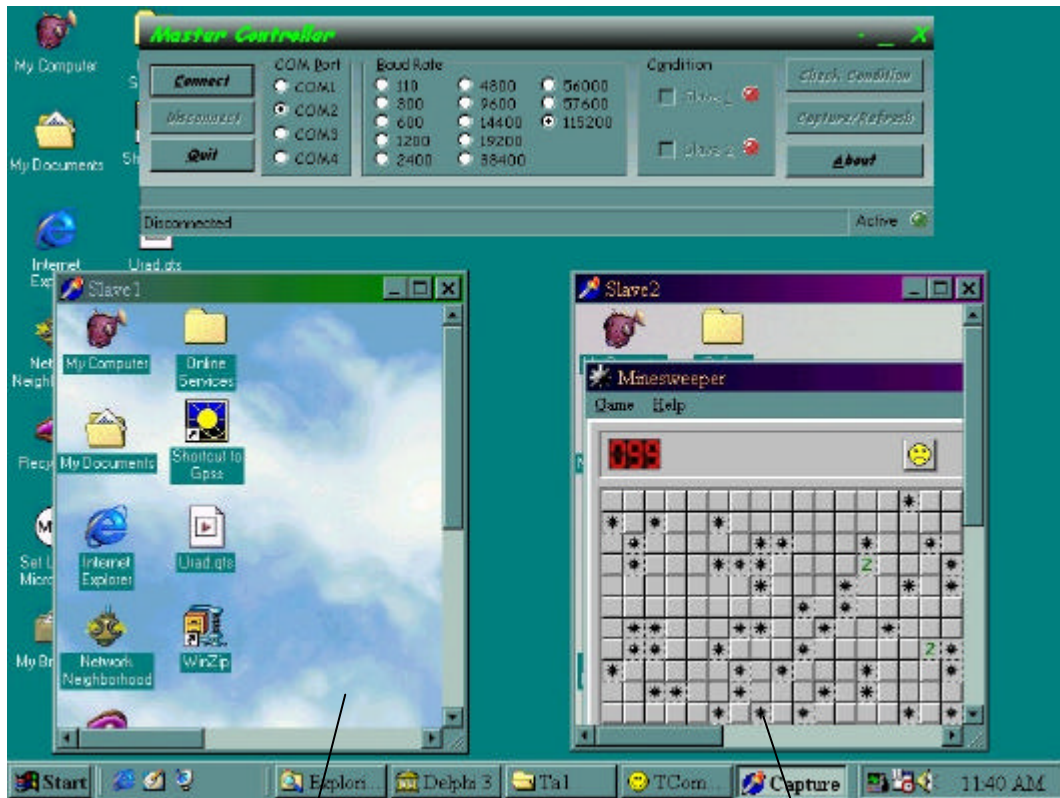 Master Controller
Connect
Disconnect
Quit
COM Port
COM1
COM2
COM3
COM4
Baud Rate
110
300
600
1200
2400
4800
9600
14400
19200
38400
56000
57600
115200
Condition
Slave 1
Slave 2
Check Condition
Capture/Refresh
About
Disconnected
Active
My Computer
My Documents
Internet
Urad.qts
Slave1
My Computer
Online
Services
My Documents
Shortcut to
Gpss
Internet
Explorer
Urad.qts
Network
Neighborhood
WinZip
Slave2
Minesweeper
Game Help
099
2
2
Start
Explori...
Delphi 3
Ta1
TCom...
Capture
11:40 AM